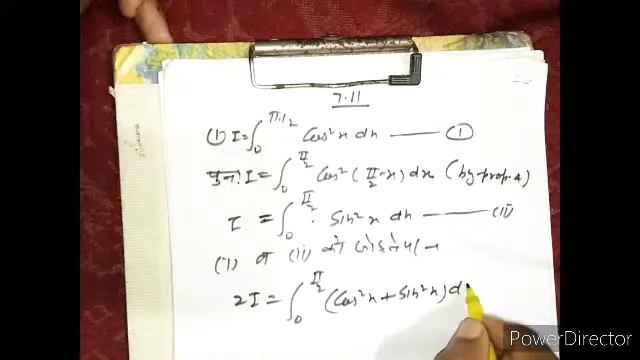 7.11
① I = ∫₀^(π/2) Cos²x dx ——— ①
पुनः I = ∫₀^(π/2) Cos² (π/2 - x) dx (by prop. 4)
I = ∫₀^(π/2) Sin²x dx ——— (ii)
(i) व (ii) को जोड़ने पर →
2I = ∫₀^(π/2) (Cos²x + Sin²x) d
PowerDirector